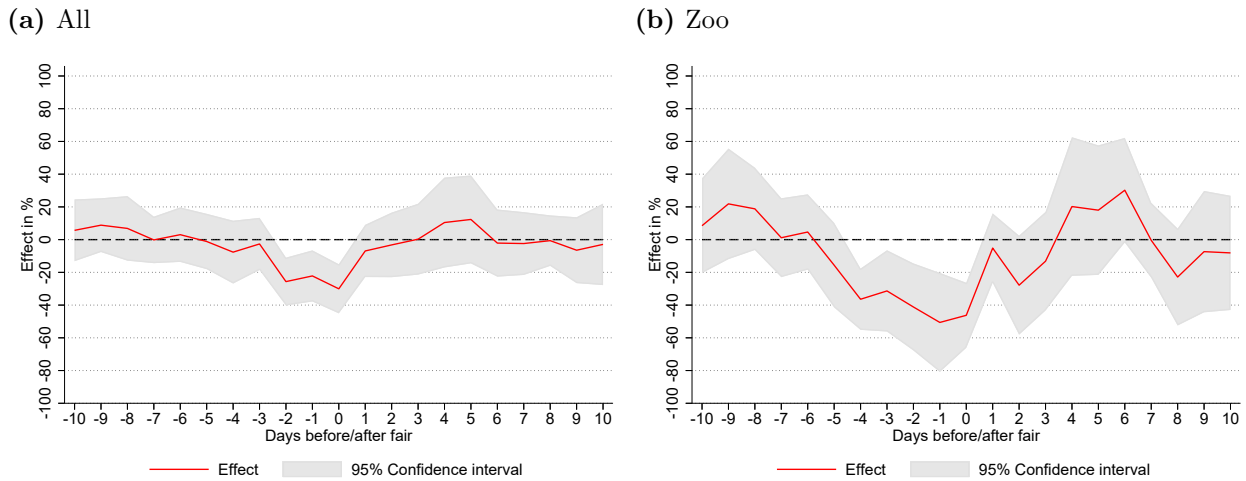 (a) All
Effect in %
100
80
60
40
20
0
-20
-40
-60
-80
-100
-10 -9 -8 -7 -6 -5 -4 -3 -2 -1 0 1 2 3 4 5 6 7 8 9 10
Days before/after fair
Effect 95% Confidence interval
(b) Zoo
Effect in %
100
80
60
40
20
0
-20
-40
-60
-80
-100
-10 -9 -8 -7 -6 -5 -4 -3 -2 -1 0 1 2 3 4 5 6 7 8 9 10
Days before/after fair
Effect 95% Confidence interval